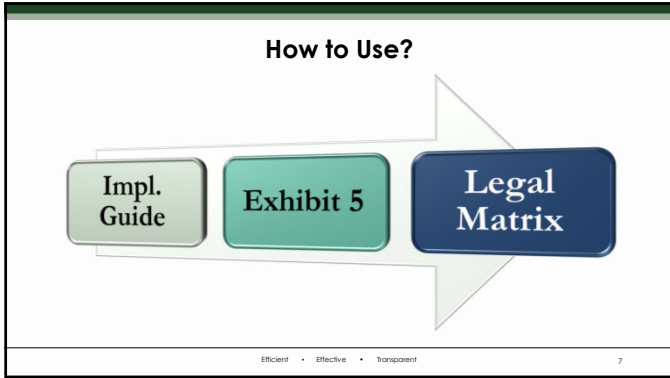 How to Use?
Impl.
Guide
Exhibit 5
Legal
Matrix
Efficient • Effective • Transparent
7